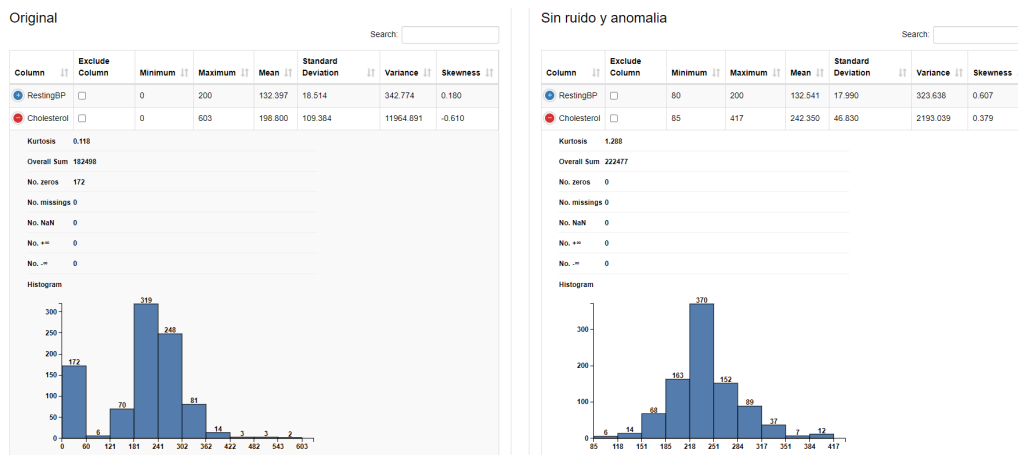 Original
Search:
Column Exclude Column Minimum Maximum Mean Standard Deviation Variance Skewness
RestingBP 0 200 132.397 18.514 342.774 0.180
Cholesterol 0 603 198.800 109.384 11964.891 -0.610
Kurtosis 0.118
Overall Sum 182498
No. zeros 172
No. missings 0
No. NaN 0
No. +∞ 0
No. -∞ 0
Histogram
300
250
200
150
100
50
0
172 6 70 319 248 81 14 3 3 2
0 60 121 181 241 302 362 422 482 543 603
Sin ruido y anomalia
Search:
Column Exclude Column Minimum Maximum Mean Standard Deviation Variance Skewness
RestingBP 80 200 132.541 17.990 323.638 0.607
Cholesterol 85 417 242.350 46.830 2193.039 0.379
Kurtosis 1.288
Overall Sum 222477
No. zeros 0
No. missings 0
No. NaN 0
No. +∞ 0
No. -∞ 0
Histogram
300
200
100
0
6 14 68 163 370 152 89 37 7 12
85 118 151 185 218 251 284 317 351 384 417